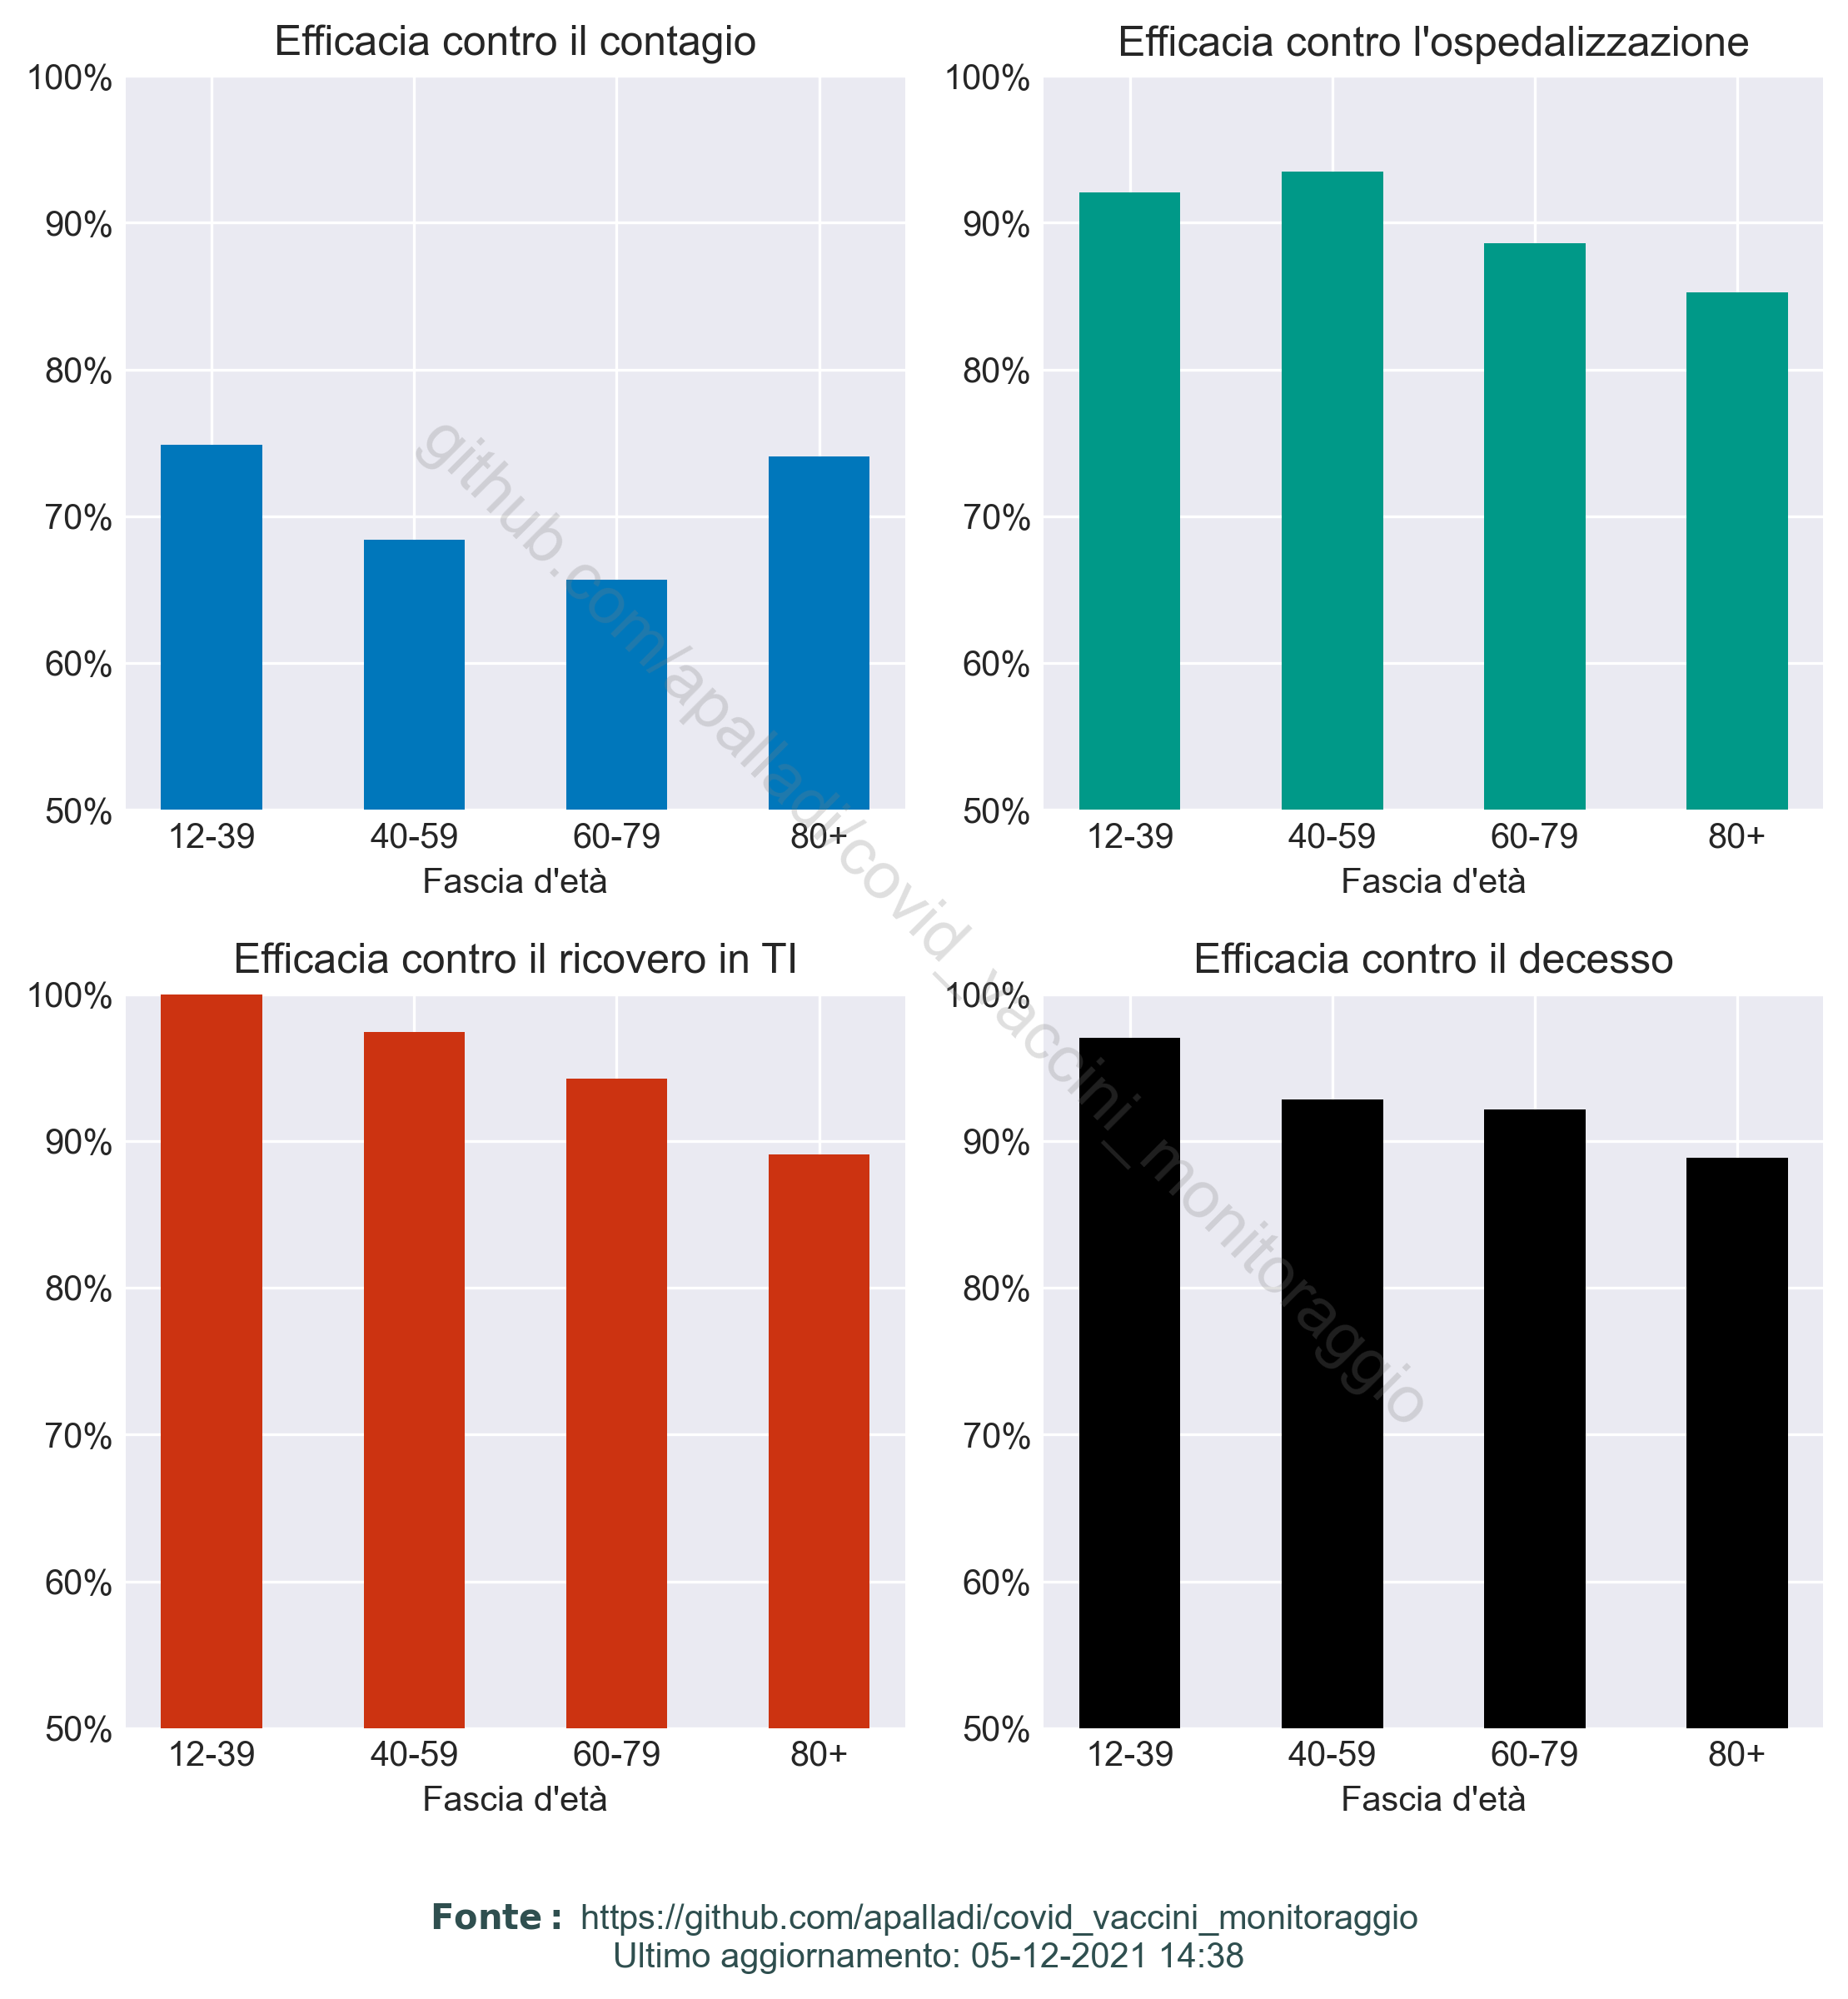 Efficacia contro il contagio
100%
90%
80%
70%
60%
50%
12-39 40-59 60-79 80+
Fascia d'età
Efficacia contro l'ospedalizzazione
100%
90%
80%
70%
60%
50%
12-39 40-59 60-79 80+
Fascia d'età
Efficacia contro il ricovero in TI
100%
90%
80%
70%
60%
50%
12-39 40-59 60-79 80+
Fascia d'età
Efficacia contro il decesso
100%
90%
80%
70%
60%
50%
12-39 40-59 60-79 80+
Fascia d'età
github.com/apalladi/covid_vaccini_monitoraggio
Fonte: https://github.com/apalladi/covid_vaccini_monitoraggio
Ultimo aggiornamento: 05-12-2021 14:38